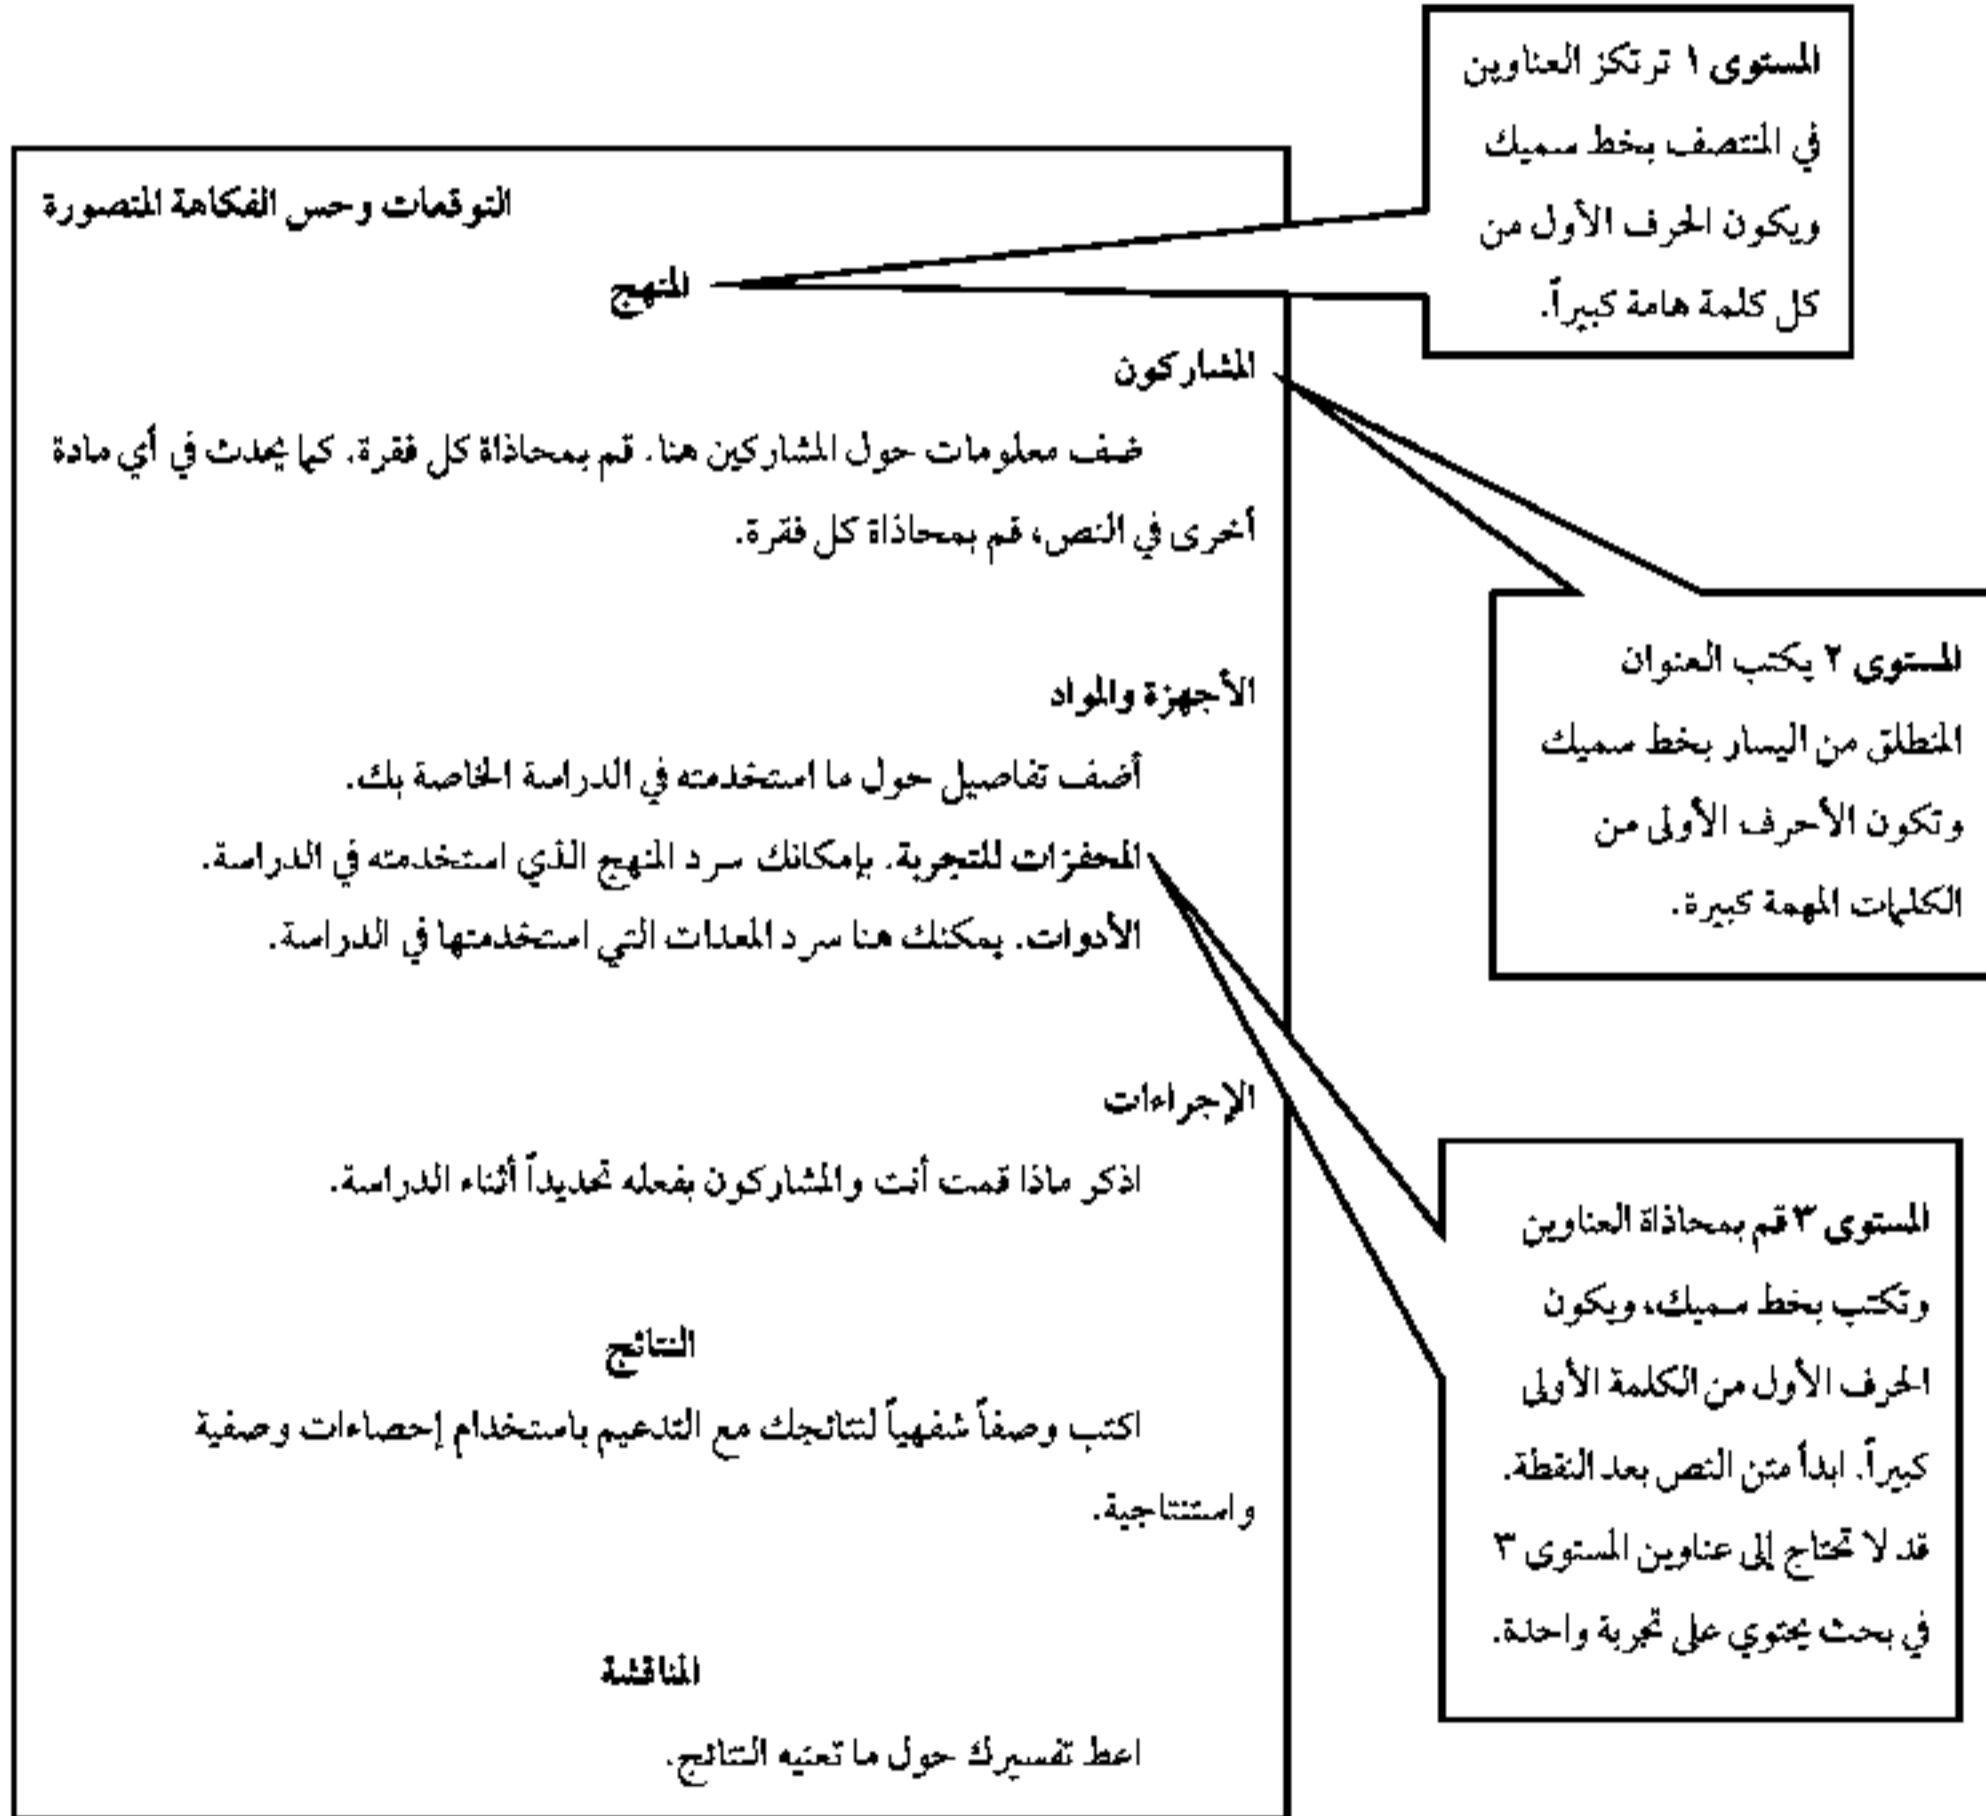 المستوى ١ ترتكز العناوين
في المنتصف بخط سميك
ويكون الحرف الأول من
كل كلمة هامة كبيراً.
التوقعات وحس الفكاهة المتصورة
المنهج
المشاركون
ضف معلومات حول المشاركين هنا. قم بمحاذاة كل فقرة. كما يحدث في أي مادة
أخرى في النص، قم بمحاذاة كل فقرة.
المستوى ٢ يكتب العنوان
المنطلق من اليسار بخط سميك
وتكون الأحرف الأولى من
الكلمات المهمة كبيرة.
الأجهزة والمواد
أضف تفاصيل حول ما استخدمته في الدراسة الخاصة بك.
المحفزات للتجربة. بإمكانك سرد المنهج الذي استخدمته في الدراسة.
الأدوات. يمكنك هنا سرد المعدات التي استخدمتها في الدراسة.
الإجراءات
اذكر ماذا قمت أنت والمشاركون بفعله تحديداً أثناء الدراسة.
المستوى ٣ قم بمحاذاة العناوين
وتكتب بخط سميك، ويكون
الحرف الأول من الكلمة الأولى
كبيراً. ابدأ متن النص بعد النقطة.
قد لا تحتاج إلى عناوين المستوى ٣
في بحث يحتوي على تجربة واحدة.
النتائج
اكتب وصفاً شفهياً لنتائجك مع التدعيم باستخدام إحصاءات وصفية
واستنتاجية.
المناقشة
اعط تفسيرك حول ما تعنيه النتائج.